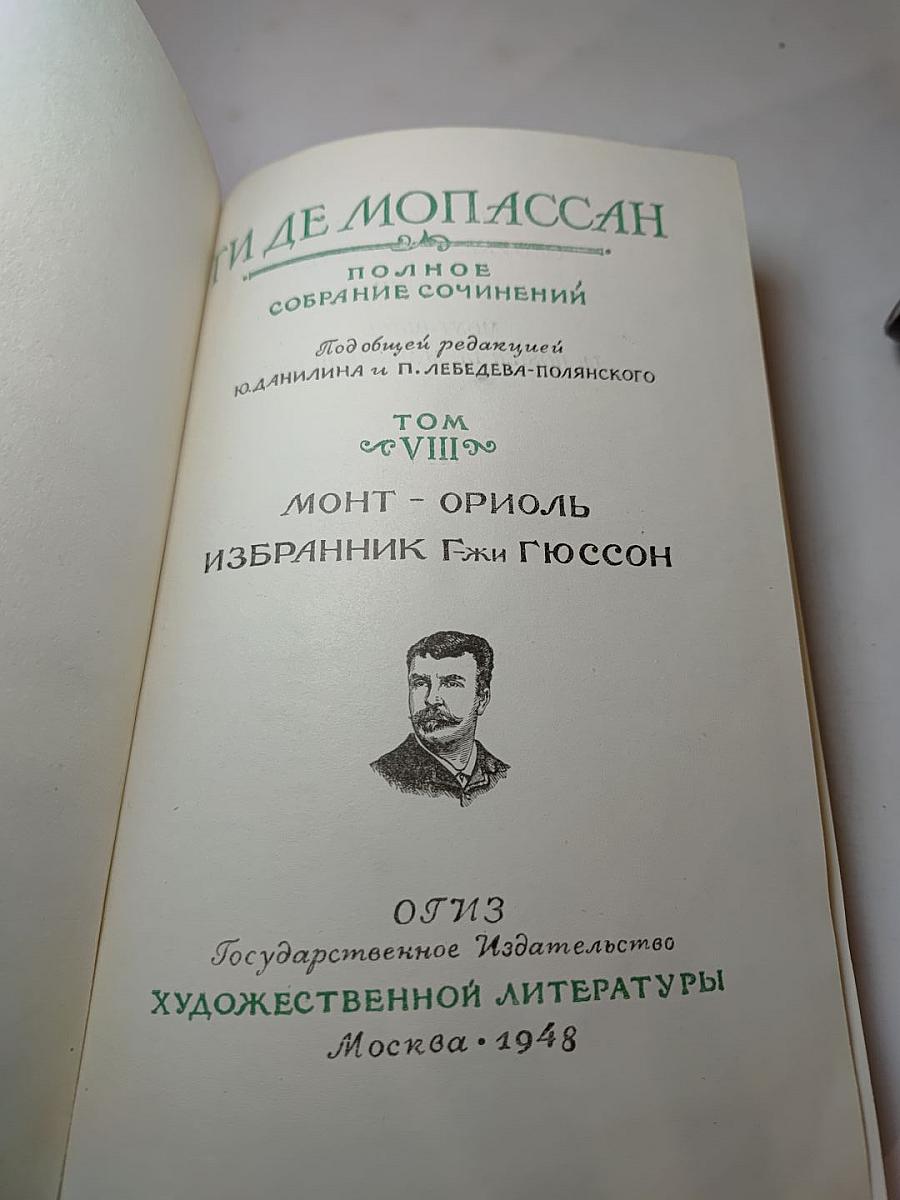 ГИ ДЕ МОПАССАН
ПОЛНОЕ
СОБРАНИЕ СОЧИНЕНИЙ
Под общей редакцией
Ю. ДАНИЛИНА и П. ЛЕБЕДЕВА-ПОЛЯНСКОГО
ТОМ
VIII
МОНТ - ОРИОЛЬ
ИЗБРАННИК Г-жи ГЮССОН
ОГИЗ
Государственное Издательство
ХУДОЖЕСТВЕННОЙ ЛИТЕРАТУРЫ
Москва • 1948